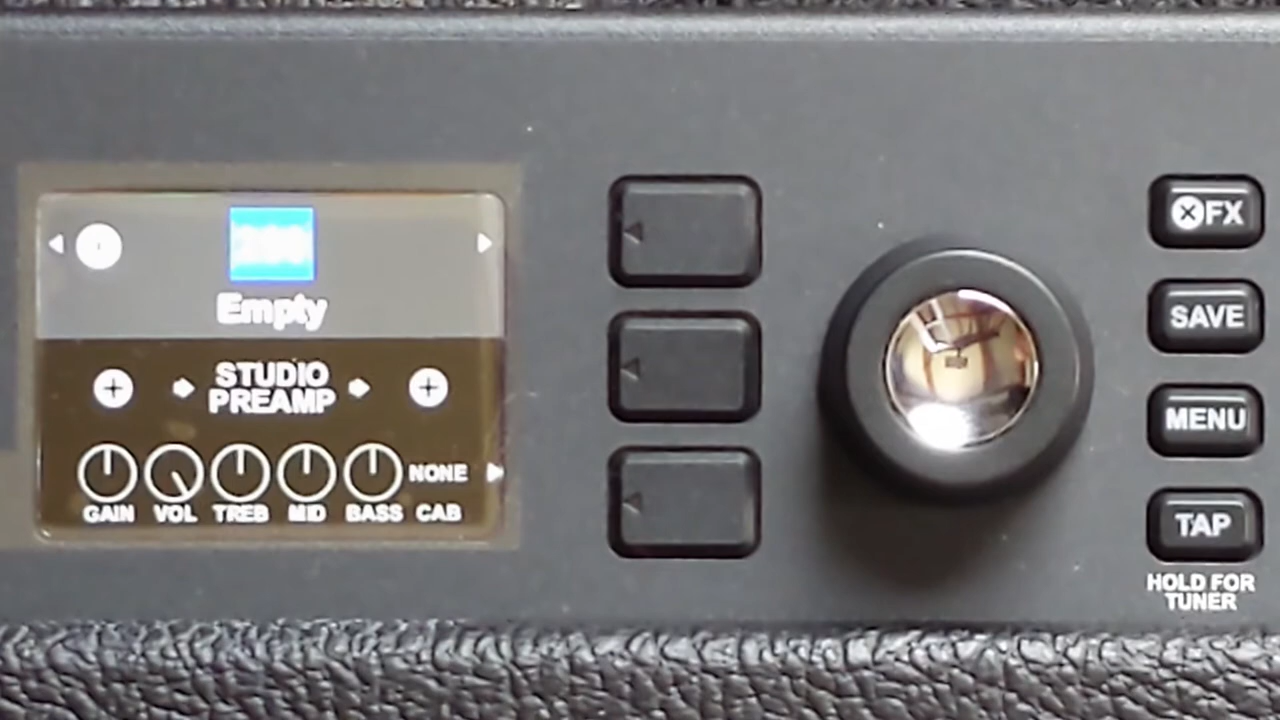 Empty
STUDIO
PREAMP
NONE
GAIN VOL TREB MID BASS CAB
FX
SAVE
MENU
TAP
HOLD FOR
TUNER